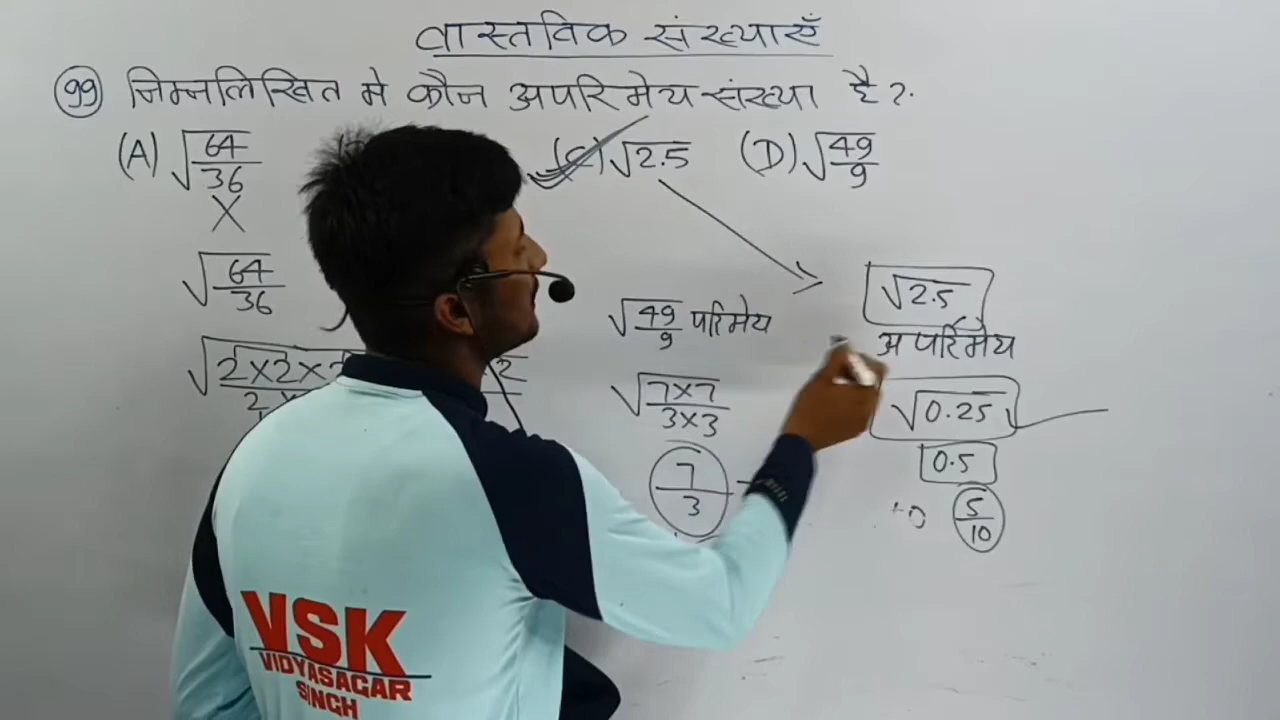 वास्तविक संख्याएँ
99 निम्नलिखित मे कौन अपरिमेय संख्या है ?.
(A) √64/36 (C) √2.5 (D) √49/9
X
√64/36
√2×2×2
√49/9 परिमेय
√7×7/3×3
7/3
√2.5
अपरिमेय
√0.25
0.5
5/10
VSK
VIDYASAGAR
SINGH